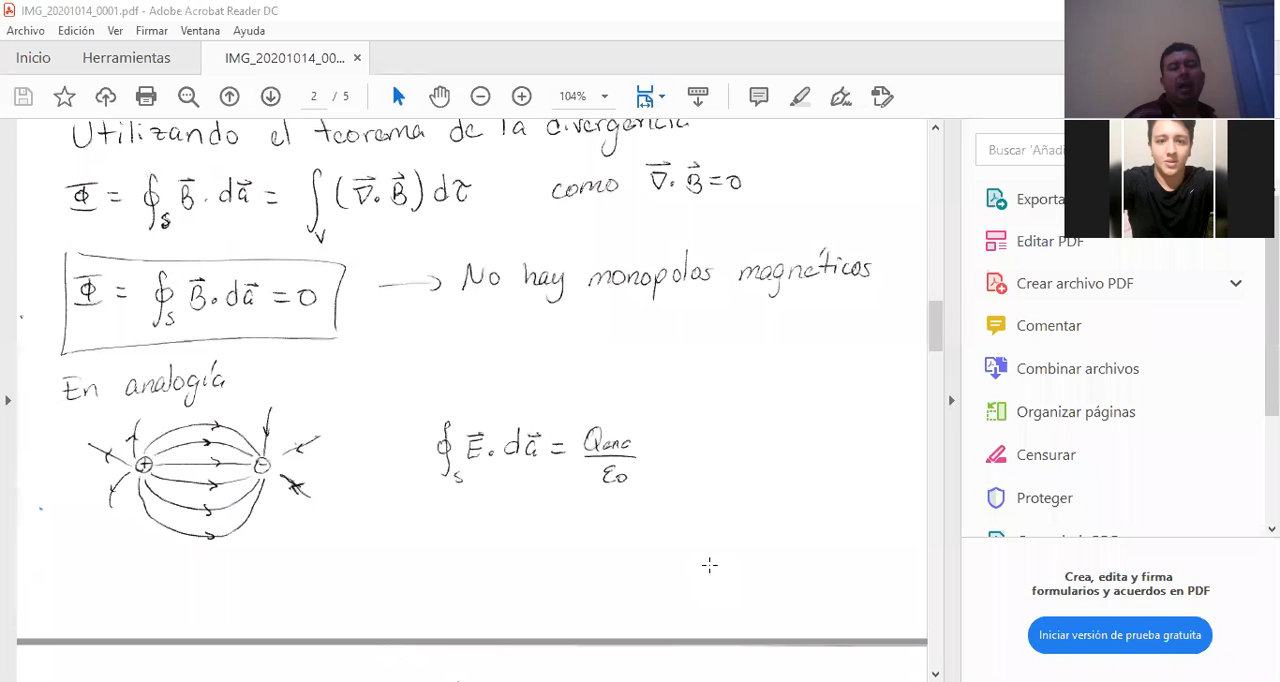 IMG_20201014_0001.pdf - Adobe Acrobat Reader DC
Archivo Edición Ver Firmar Ventana Ayuda
Inicio Herramientas IMG_20201014_00... ×
2 / 5 104%
Utilizando el teorema de la divergencia
Φ = ∮s B⃗ · da⃗ = ∫v (∇⃗ · B⃗) dτ como ∇⃗ · B⃗ = 0
Φ = ∮s B⃗ · da⃗ = 0 → No hay monopolos magnéticos
En analogía
+ -
∮s E⃗ · da⃗ = Qenc / ε0
Buscar 'Añadi
Exporta
Editar PDF
Crear archivo PDF
Comentar
Combinar archivos
Organizar páginas
Censurar
Proteger
Crea, edita y firma
formularios y acuerdos en PDF
Iniciar versión de prueba gratuita